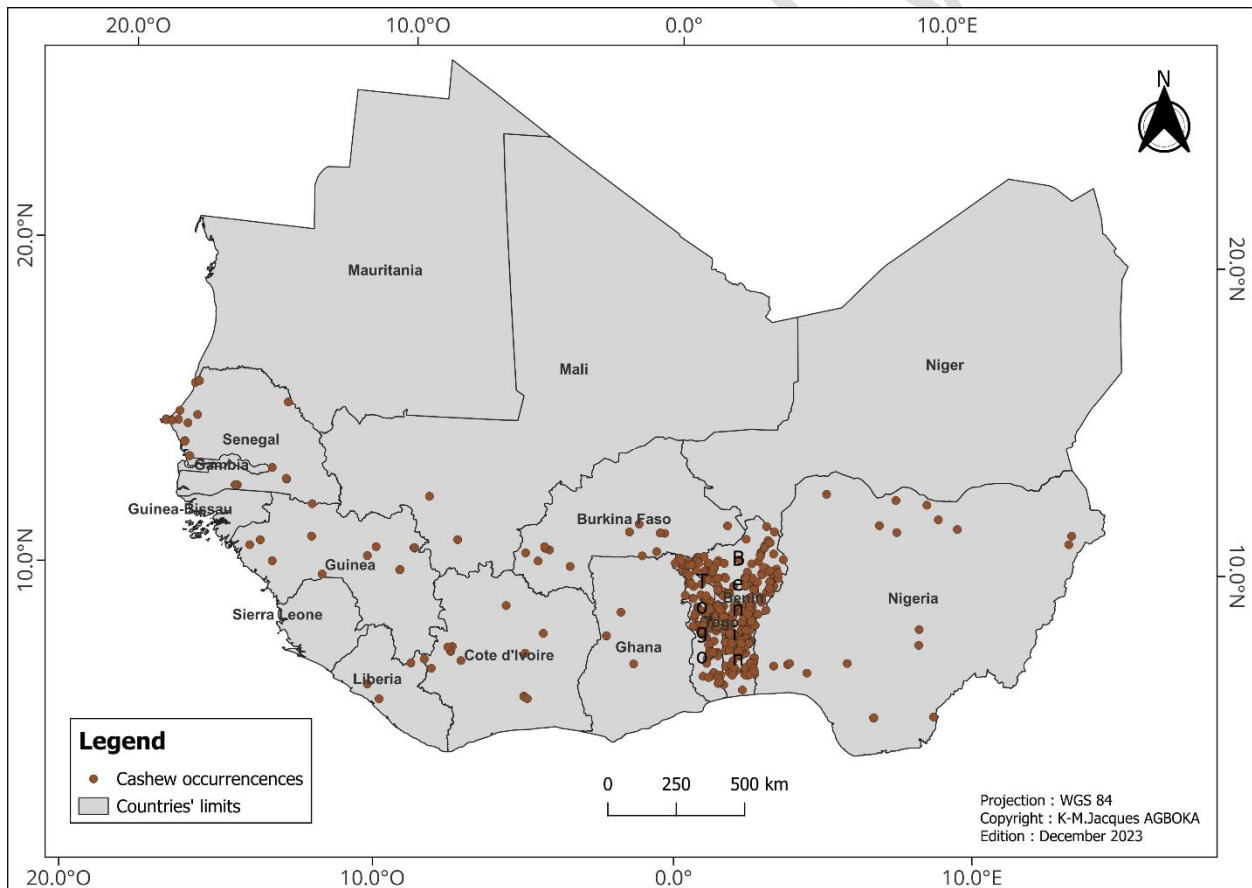 20.0°O 10.0°O 0.0° 10.0°E
N
20.0°N
20.0°N
Mauritania
Mali
Niger
Senegal
Gambia
Guinea-Bissau
Burkina Faso
10.0°N
10.0°N
Guinea
Benin
Togo
Benin
Togo
Nigeria
Sierra Leone
Ghana
Cote d'Ivoire
Liberia
Legend
Cashew occurrencences
Countries' limits
0 250 500 km
Projection : WGS 84
Copyright : K-M.Jacques AGBOKA
Edition : December 2023
20.0°O 10.0°O 0.0° 10.0°E